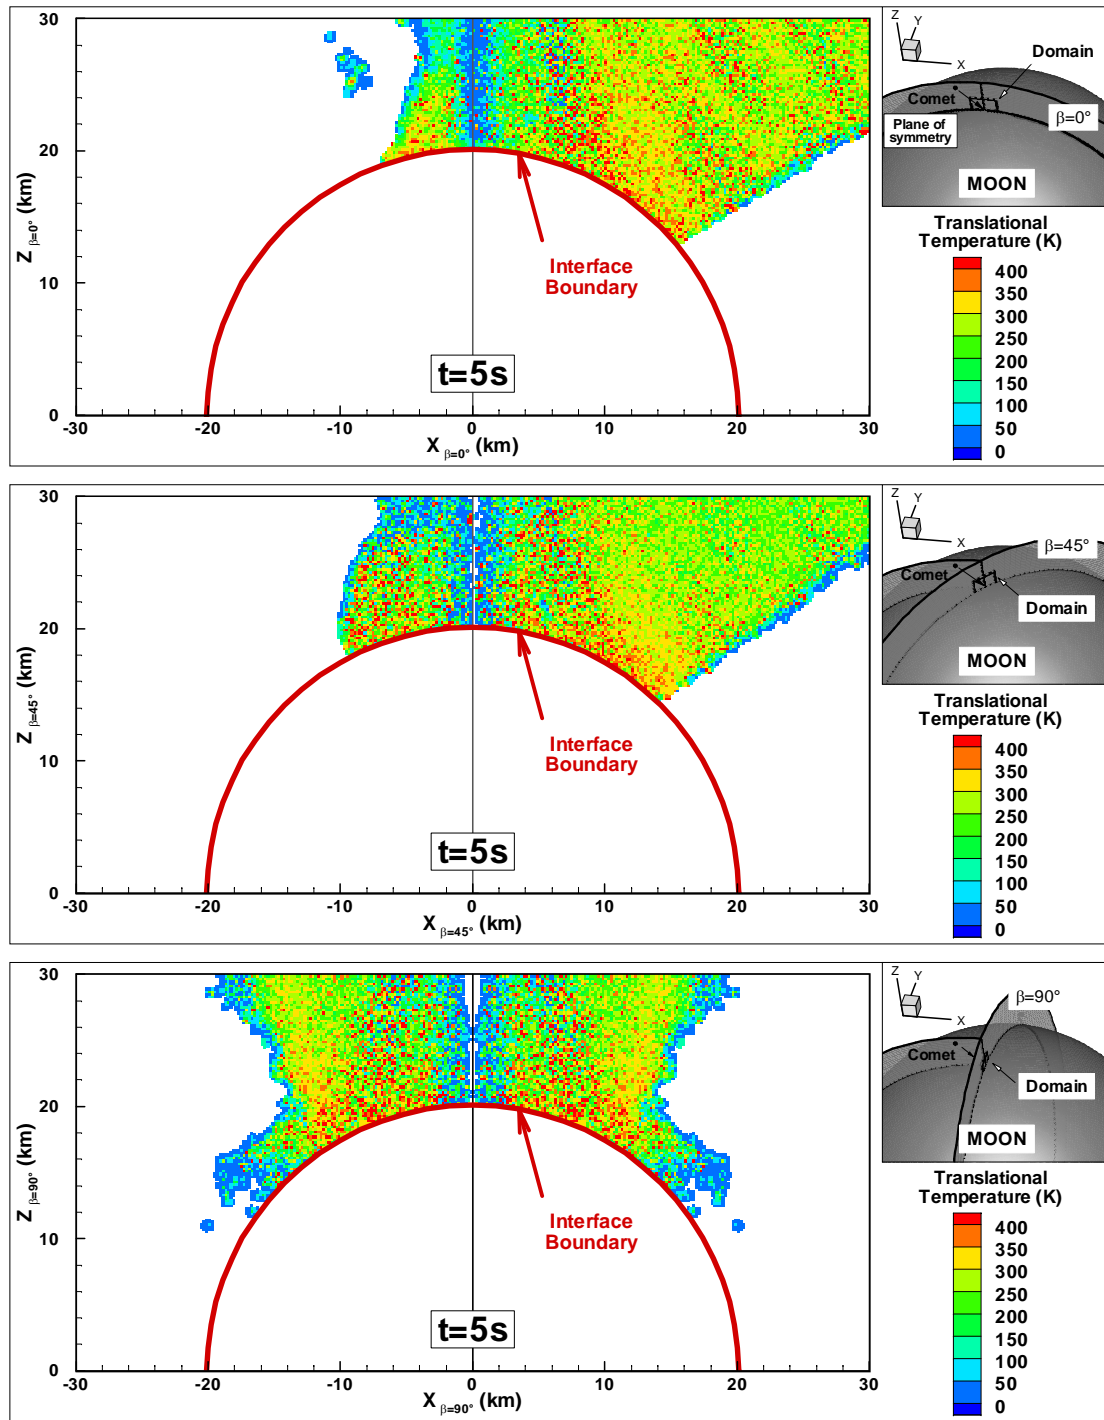 30
20
10
0
-30
-20
-10
0
10
20
30
Z β=0° (km)
X β=0° (km)
Interface
Boundary
t=5s
Z
Y
X
Domain
Comet
β=0°
Plane of
symmetry
MOON
Translational
Temperature (K)
400
350
300
250
200
150
100
50
0
30
20
10
0
-30
-20
-10
0
10
20
30
Z β=45° (km)
X β=45° (km)
Interface
Boundary
t=5s
Z
Y
X
β=45°
Comet
Domain
MOON
Translational
Temperature (K)
400
350
300
250
200
150
100
50
0
30
20
10
0
-30
-20
-10
0
10
20
30
Z β=90° (km)
X β=90° (km)
Interface
Boundary
t=5s
Z
Y
X
β=90°
Comet
Domain
MOON
Translational
Temperature (K)
400
350
300
250
200
150
100
50
0